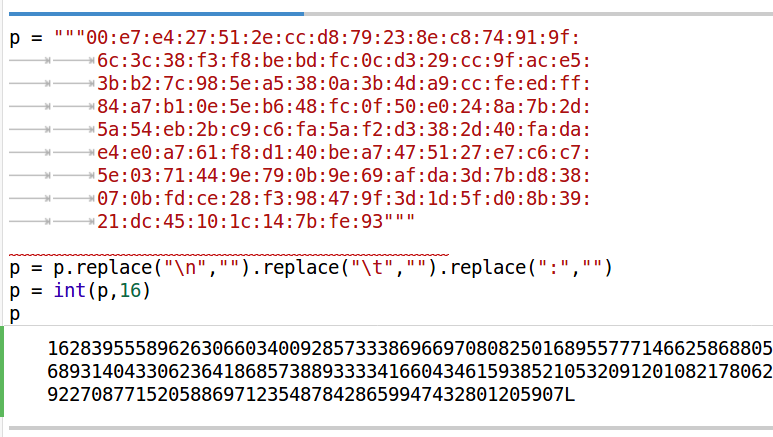 p = """00:e7:e4:27:51:2e:cc:d8:79:23:8e:c8:74:91:9f:
6c:3c:38:f3:f8:be:bd:fc:0c:d3:29:cc:9f:ac:e5:
3b:b2:7c:98:5e:a5:38:0a:3b:4d:a9:cc:fe:ed:ff:
84:a7:b1:0e:5e:b6:48:fc:0f:50:e0:24:8a:7b:2d:
5a:54:eb:2b:c9:c6:fa:5a:f2:d3:38:2d:40:fa:da:
e4:e0:a7:61:f8:d1:40:be:a7:47:51:27:e7:c6:c7:
5e:03:71:44:9e:79:0b:9e:69:af:da:3d:7b:d8:38:
07:0b:fd:ce:28:f3:98:47:9f:3d:1d:5f:d0:8b:39:
21:dc:45:10:1c:14:7b:fe:93"""
p = p.replace("\n","").replace("\t","").replace(":","")
p = int(p,16)
p
162839555896263066034009285733386966970808250168955777146625868805
689314043306236418685738893333416604346159385210532091201082178062
92270877152058869712354878428659947432801205907L